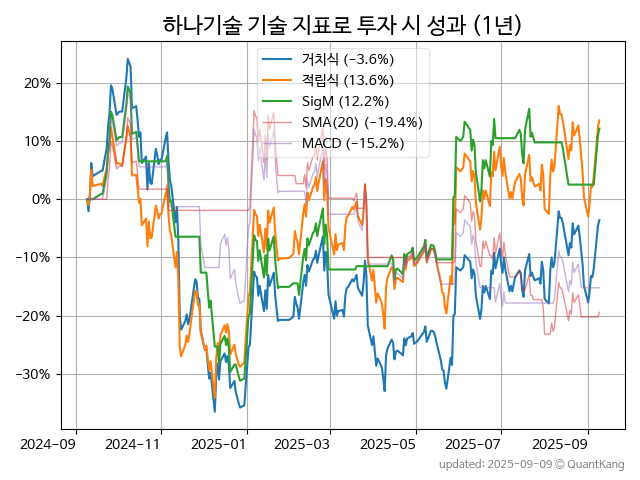 하나기술 기술 지표로 투자 시 성과 (1년)
거치식 (−3.6%)
적립식 (13.6%)
SigM (12.2%)
SMA(20) (−19.4%)
MACD (−15.2%)
20%
10%
0%
−10%
−20%
−30%
2024-09 2024-11 2025-01 2025-03 2025-05 2025-07 2025-09
updated: 2025-09-09 ⓒ QuantKang